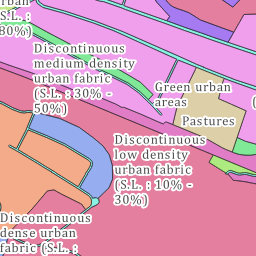 urban
(S.L. :
80%)
Discontinuous
medium density
urban fabric
(S.L. : 30% -
50%)
Green urban
areas
Pastures
Discontinuous
low density
urban fabric
(S.L. : 10% -
30%)
Discontinuous
dense urban
fabric (S.L. :